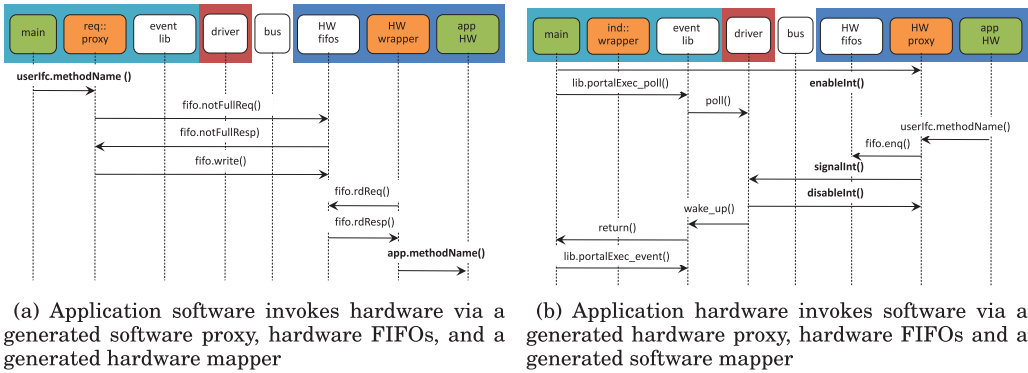 main
req::
proxy
event
lib
driver
bus
HW
fifos
HW
wrapper
app
HW
userIfc.methodName ()
fifo.notFullReq()
fifo.notFullResp)
fifo.write()
fifo.rdReq()
fifo.rdResp()
app.methodName()
(a) Application software invokes hardware via a
generated software proxy, hardware FIFOs, and a
generated hardware mapper
main
ind::
wrapper
event
lib
driver
bus
HW
fifos
HW
proxy
app
HW
enableInt()
lib.portalExec_poll()
poll()
userIfc.methodName()
fifo.enq()
signalInt()
disableInt()
wake_up()
return()
lib.portalExec_event()
(b) Application hardware invokes software via a
generated hardware proxy, hardware FIFOs and a
generated software mapper